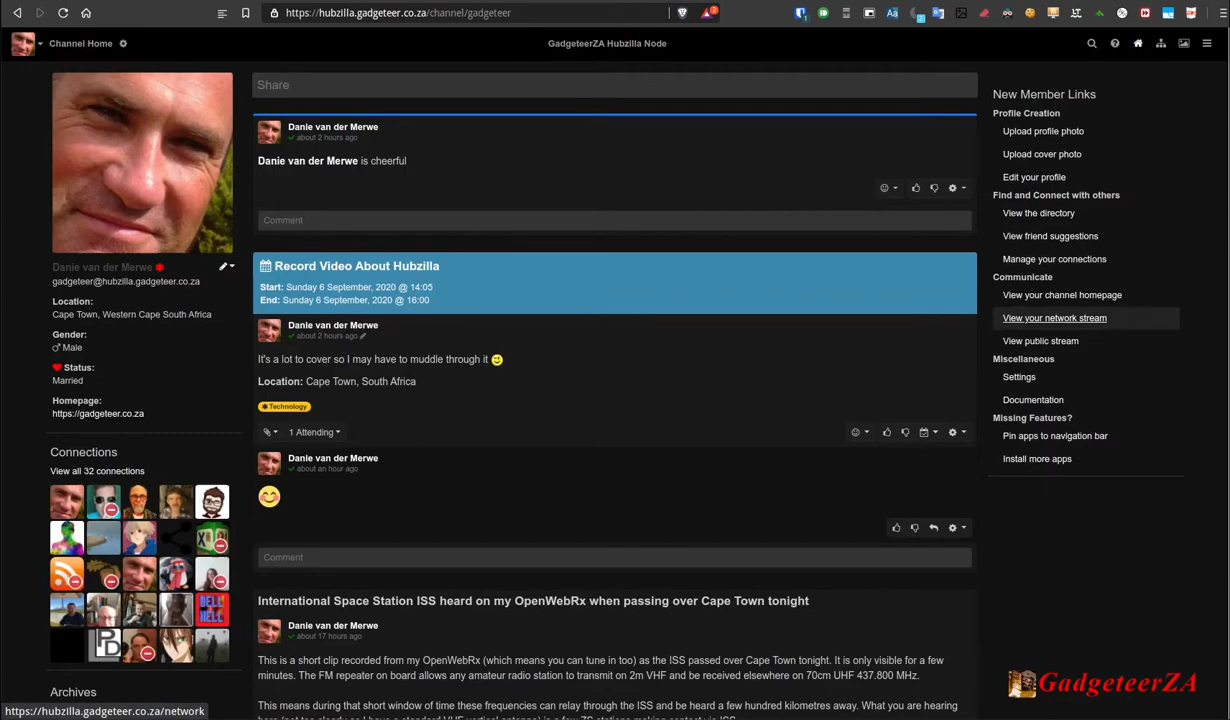 https://hubzilla.gadgeteer.co.za/channel/gadgeteer
Channel Home
GadgeteerZA Hubzilla Node
Danie van der Merwe
gadgeteer@hubzilla.gadgeteer.co.za
Location:
Cape Town, Western Cape South Africa
Gender:
Male
Status:
Married
Homepage:
https://gadgeteer.co.za
Connections
View all 32 connections
BELL
HELL
PD
Archives
https://hubzilla.gadgeteer.co.za/network
Share
Danie van der Merwe
about 2 hours ago
Danie van der Merwe is cheerful
Comment
Record Video About Hubzilla
Start: Sunday 6 September, 2020 @ 14:05
End: Sunday 6 September, 2020 @ 16:00
Danie van der Merwe
about 2 hours ago
It's a lot to cover so I may have to muddle through it
Location: Cape Town, South Africa
Technology
1 Attending
Danie van der Merwe
about an hour ago
Comment
International Space Station ISS heard on my OpenWebRx when passing over Cape Town tonight
Danie van der Merwe
about 17 hours ago
This is a short clip recorded from my OpenWebRx (which means you can tune in too) as the ISS passed over Cape Town tonight. It is only visible for a few
minutes. The FM repeater on board allows any amateur radio station to transmit on 2m VHF and be received elsewhere on 70cm UHF 437.800 MHz.
This means during that short window of time these frequencies can relay through the ISS and be heard a few hundred kilometres away. What you are hearing
New Member Links
Profile Creation
Upload profile photo
Upload cover photo
Edit your profile
Find and Connect with others
View the directory
View friend suggestions
Manage your connections
Communicate
View your channel homepage
View your network stream
View public stream
Miscellaneous
Settings
Documentation
Missing Features?
Pin apps to navigation bar
Install more apps
GadgeteerZA